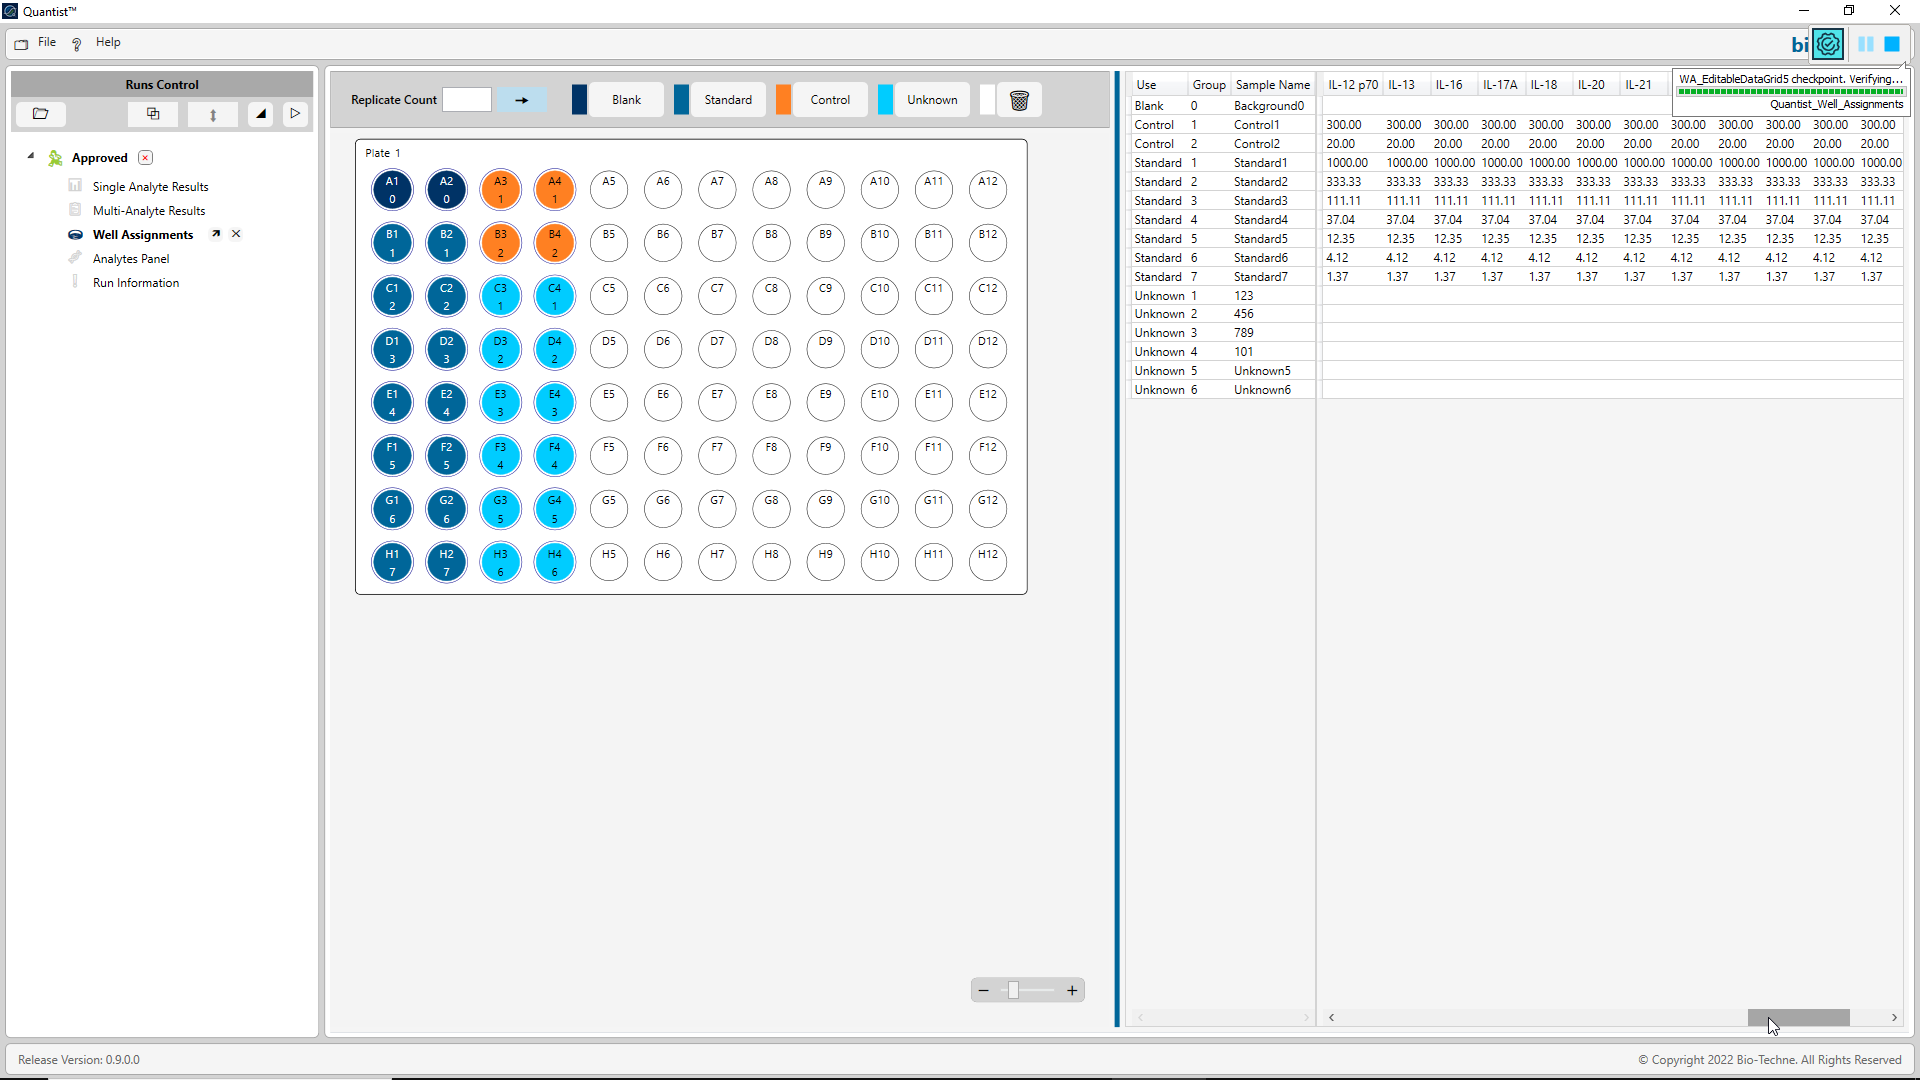 Quantist™
File ? Help
bi
WA_EditableDataGrid5 checkpoint. Verifying...
Quantist_Well_Assignments
Runs Control
Approved
Single Analyte Results
Multi-Analyte Results
Well Assignments
Analytes Panel
Run Information
Replicate Count Blank Standard Control Unknown
Plate 1
A1 A2 A3 A4 A5 A6 A7 A8 A9 A10 A11 A12
0 0 1 1
B1 B2 B3 B4 B5 B6 B7 B8 B9 B10 B11 B12
1 1 2 2
C1 C2 C3 C4 C5 C6 C7 C8 C9 C10 C11 C12
2 2 1 1
D1 D2 D3 D4 D5 D6 D7 D8 D9 D10 D11 D12
3 3 2 2
E1 E2 E3 E4 E5 E6 E7 E8 E9 E10 E11 E12
4 4 3 3
F1 F2 F3 F4 F5 F6 F7 F8 F9 F10 F11 F12
5 5 4 4
G1 G2 G3 G4 G5 G6 G7 G8 G9 G10 G11 G12
6 6 5 5
H1 H2 H3 H4 H5 H6 H7 H8 H9 H10 H11 H12
7 7 6 6
Use Group Sample Name IL-12 p70 IL-13 IL-16 IL-17A IL-18 IL-20 IL-21
Blank 0 Background0
Control 1 Control1 300.00 300.00 300.00 300.00 300.00 300.00 300.00 300.00 300.00 300.00 300.00 300.00
Control 2 Control2 20.00 20.00 20.00 20.00 20.00 20.00 20.00 20.00 20.00 20.00 20.00 20.00
Standard 1 Standard1 1000.00 1000.00 1000.00 1000.00 1000.00 1000.00 1000.00 1000.00 1000.00 1000.00 1000.00 1000.00
Standard 2 Standard2 333.33 333.33 333.33 333.33 333.33 333.33 333.33 333.33 333.33 333.33 333.33 333.33
Standard 3 Standard3 111.11 111.11 111.11 111.11 111.11 111.11 111.11 111.11 111.11 111.11 111.11 111.11
Standard 4 Standard4 37.04 37.04 37.04 37.04 37.04 37.04 37.04 37.04 37.04 37.04 37.04 37.04
Standard 5 Standard5 12.35 12.35 12.35 12.35 12.35 12.35 12.35 12.35 12.35 12.35 12.35 12.35
Standard 6 Standard6 4.12 4.12 4.12 4.12 4.12 4.12 4.12 4.12 4.12 4.12 4.12 4.12
Standard 7 Standard7 1.37 1.37 1.37 1.37 1.37 1.37 1.37 1.37 1.37 1.37 1.37 1.37
Unknown 1 123
Unknown 2 456
Unknown 3 789
Unknown 4 101
Unknown 5 Unknown5
Unknown 6 Unknown6
Release Version: 0.9.0.0
© Copyright 2022 Bio-Techne. All Rights Reserved